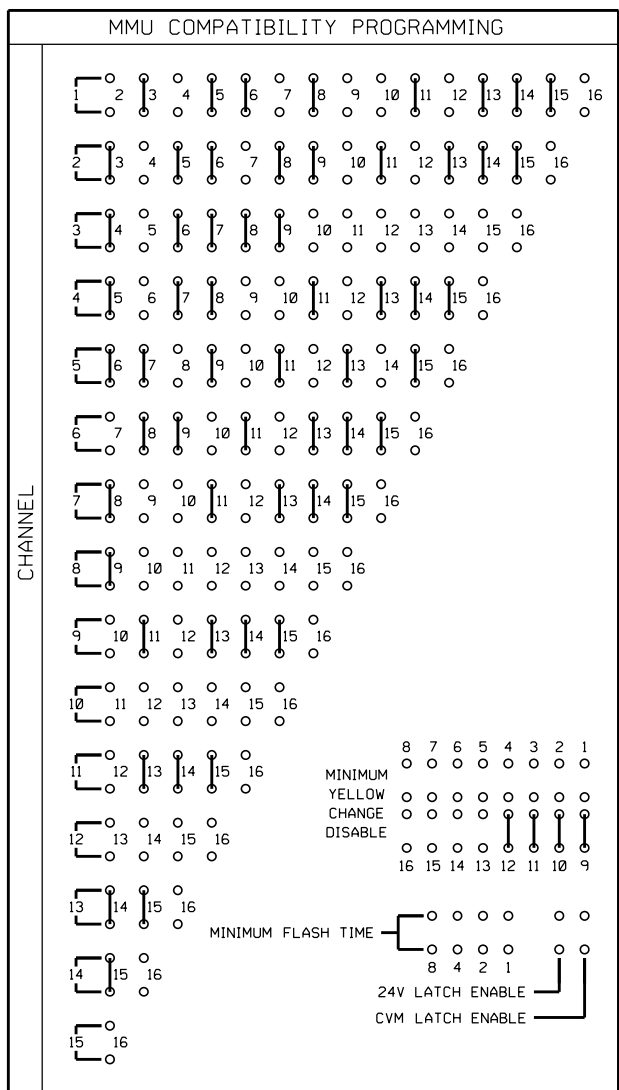 MMU COMPATIBILITY PROGRAMMING
CHANNEL
1 2 3 4 5 6 7 8 9 10 11 12 13 14 15 16
2 3 4 5 6 7 8 9 10 11 12 13 14 15 16
3 4 5 6 7 8 9 10 11 12 13 14 15 16
4 5 6 7 8 9 10 11 12 13 14 15 16
5 6 7 8 9 10 11 12 13 14 15 16
6 7 8 9 10 11 12 13 14 15 16
7 8 9 10 11 12 13 14 15 16
8 9 10 11 12 13 14 15 16
9 10 11 12 13 14 15 16
10 11 12 13 14 15 16
11 12 13 14 15 16
12 13 14 15 16
13 14 15 16
14 15 16
15 16
8 7 6 5 4 3 2 1
MINIMUM
YELLOW
CHANGE
DISABLE
16 15 14 13 12 11 10 9
MINIMUM FLASH TIME
8 4 2 1
24V LATCH ENABLE
CVM LATCH ENABLE